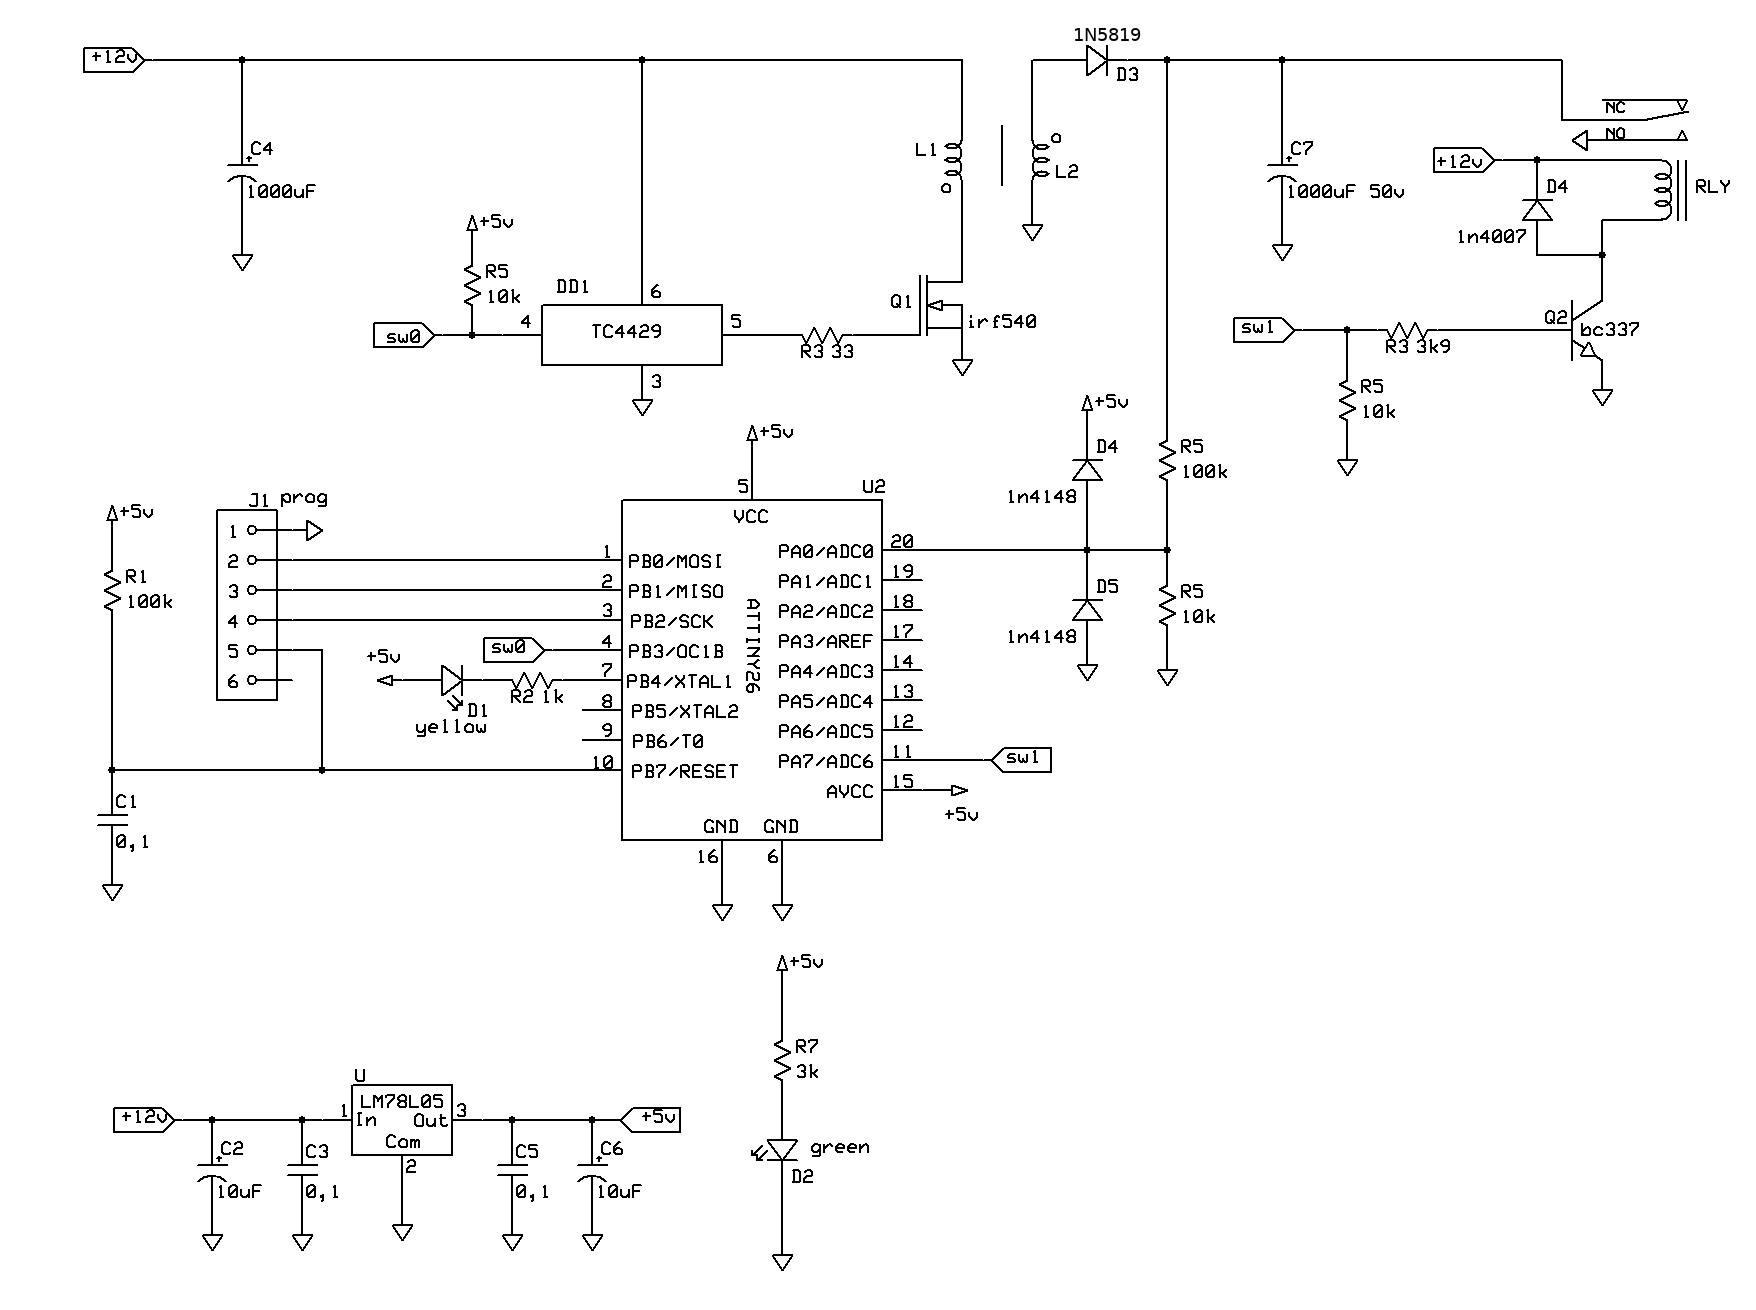 1N5819
+12v
D3
NC
NO
C4
1000uF
L1
L2
C7
1000uF 50v
+12v
D4
1n4007
RLY
+5v
R5
10k
DD1
6
sw0
4
TC4429
5
3
R3 33
Q1
irf540
sw1
R3 3k9
Q2
bc337
R5
10k
+5v
D4
1n4148
R5
100k
+5v
5
U2
VCC
J1 prog
+5v
R1
100k
1
2
3
4
5
6
1
2
3
4
7
8
9
10
PB0/MOSI
PB1/MISO
PB2/SCK
PB3/OC1B
PB4/XTAL1
PB5/XTAL2
PB6/T0
PB7/RESET
ATTINY26
PA0/ADC0
PA1/ADC1
PA2/ADC2
PA3/AREF
PA4/ADC3
PA5/ADC4
PA6/ADC5
PA7/ADC6
AVCC
20
19
18
17
14
13
12
11
15
D5
1n4148
R5
10k
sw0
+5v
R2 1k
D1
yellow
sw1
+5v
C1
0,1
GND GND
16
6
+5v
R7
3k
green
D2
U
LM78L05
+12v
1
In
Out
3
+5v
Com
2
C2
10uF
C3
0,1
C5
0,1
C6
10uF